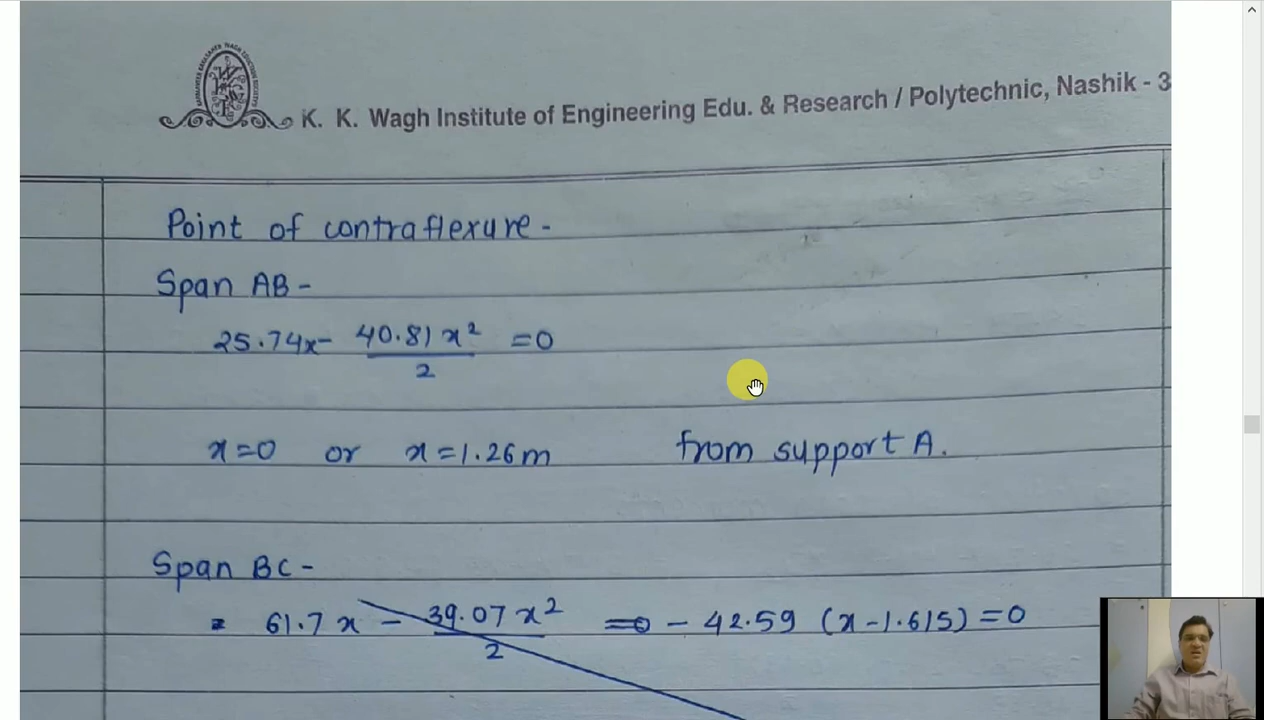 K. K. Wagh Institute of Engineering Edu. & Research / Polytechnic, Nashik - 3
Point of contraflexure -
Span AB -
25.74x - 40.81 x² / 2 = 0
x = 0 or x = 1.26 m from support A.
Span BC -
= 61.7 x - 39.07 x² / 2 = 0 - 42.59 (x - 1.615) = 0